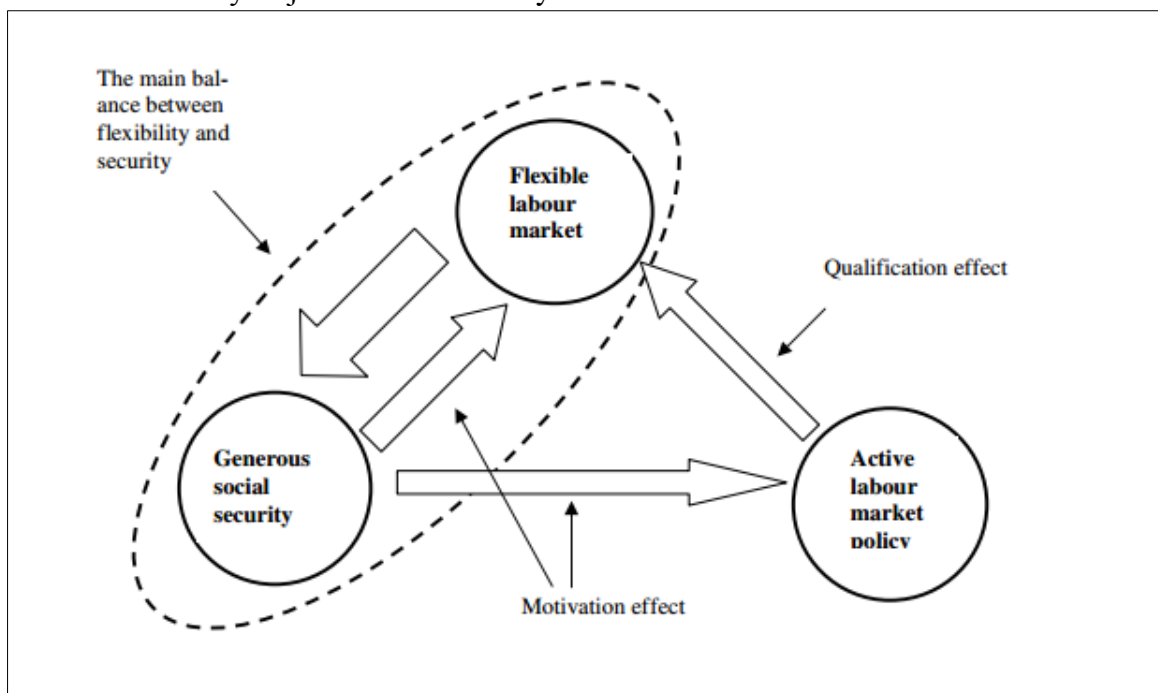 The main bal-
ance between
flexibility and
security
Flexible
labour
market
Qualification effect
Generous
social
security
Active
labour
market
policy
Motivation effect